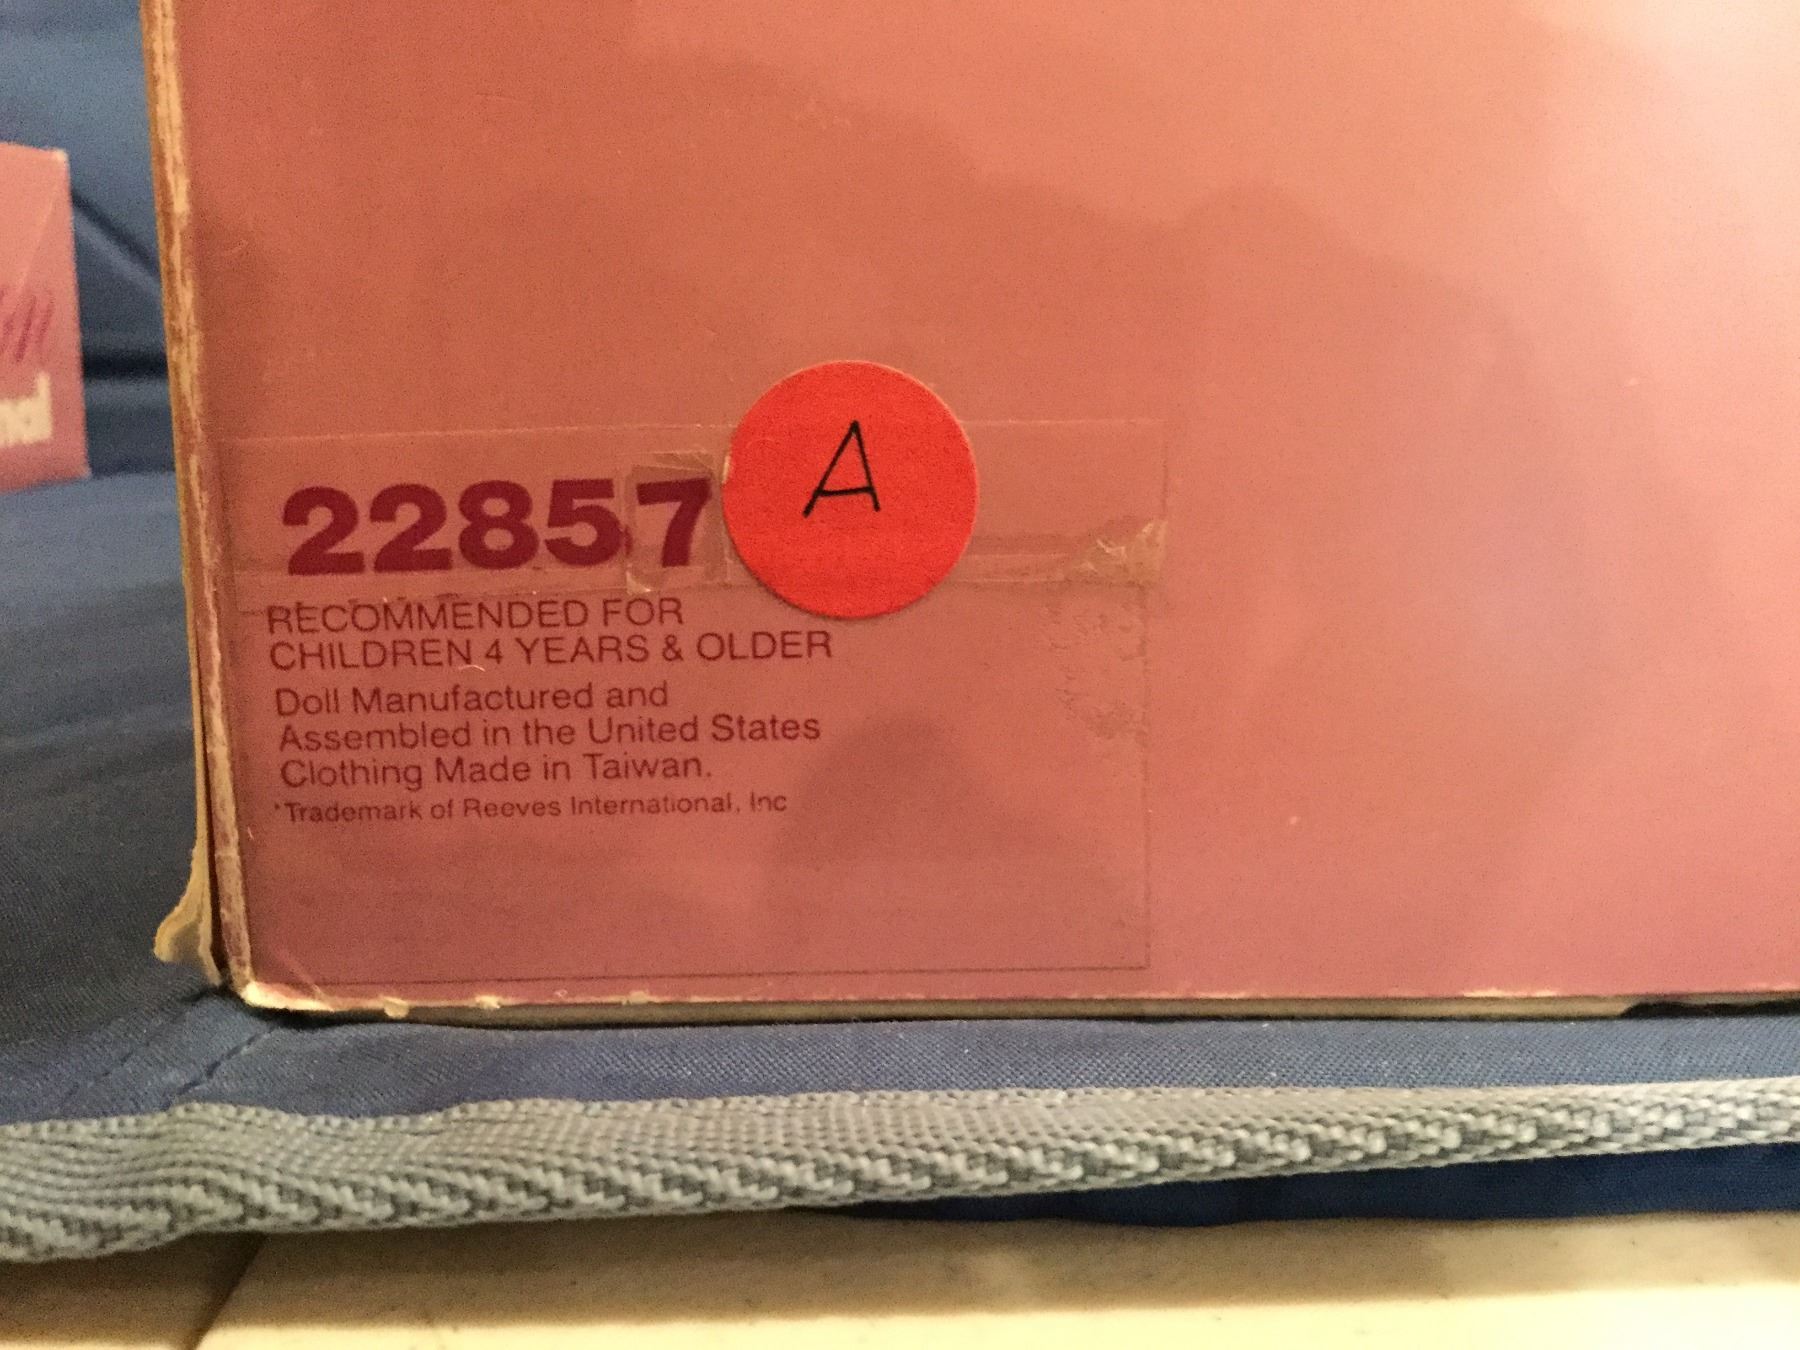 22857
A
RECOMMENDED FOR
CHILDREN 4 YEARS & OLDER
Doll Manufactured and
Assembled in the United States
Clothing Made in Taiwan.
*Trademark of Reeves International, Inc